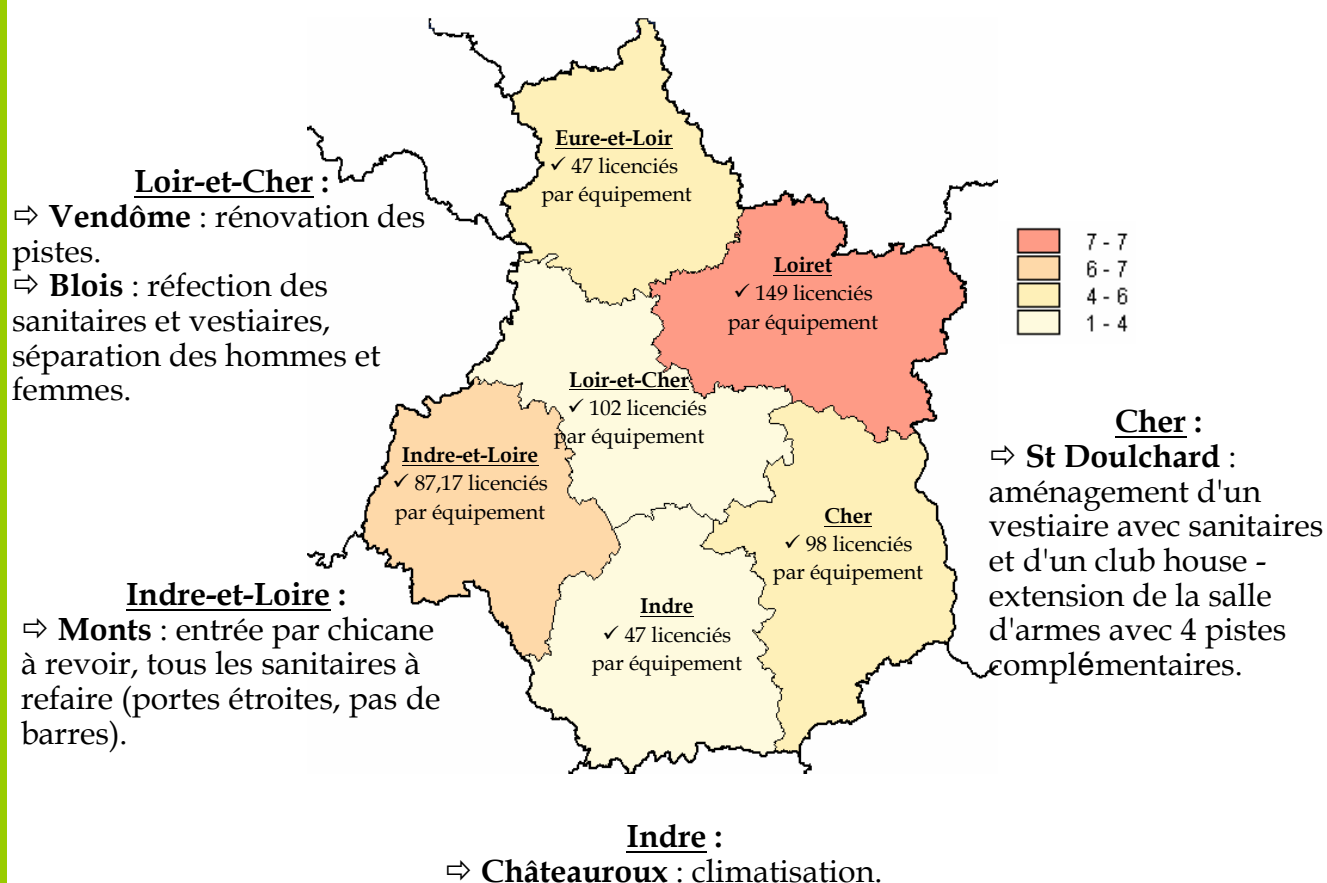 Eure-et-Loir
✓ 47 licenciés
par équipement
Loir-et-Cher :
⇨ Vendôme : rénovation des
pistes.
⇨ Blois : réfection des
sanitaires et vestiaires,
séparation des hommes et
femmes.
Loiret
✓ 149 licenciés
par équipement
7 - 7
6 - 7
4 - 6
1 - 4
Loir-et-Cher
✓ 102 licenciés
par équipement
Indre-et-Loire
✓ 87,17 licenciés
par équipement
Cher
✓ 98 licenciés
par équipement
Cher :
⇨ St Doulchard :
aménagement d'un
vestiaire avec sanitaires
et d'un club house -
extension de la salle
d'armes avec 4 pistes
complémentaires.
Indre-et-Loire :
⇨ Monts : entrée par chicane
à revoir, tous les sanitaires à
refaire (portes étroites, pas de
barres).
Indre
✓ 47 licenciés
par équipement
Indre :
⇨ Châteauroux : climatisation.